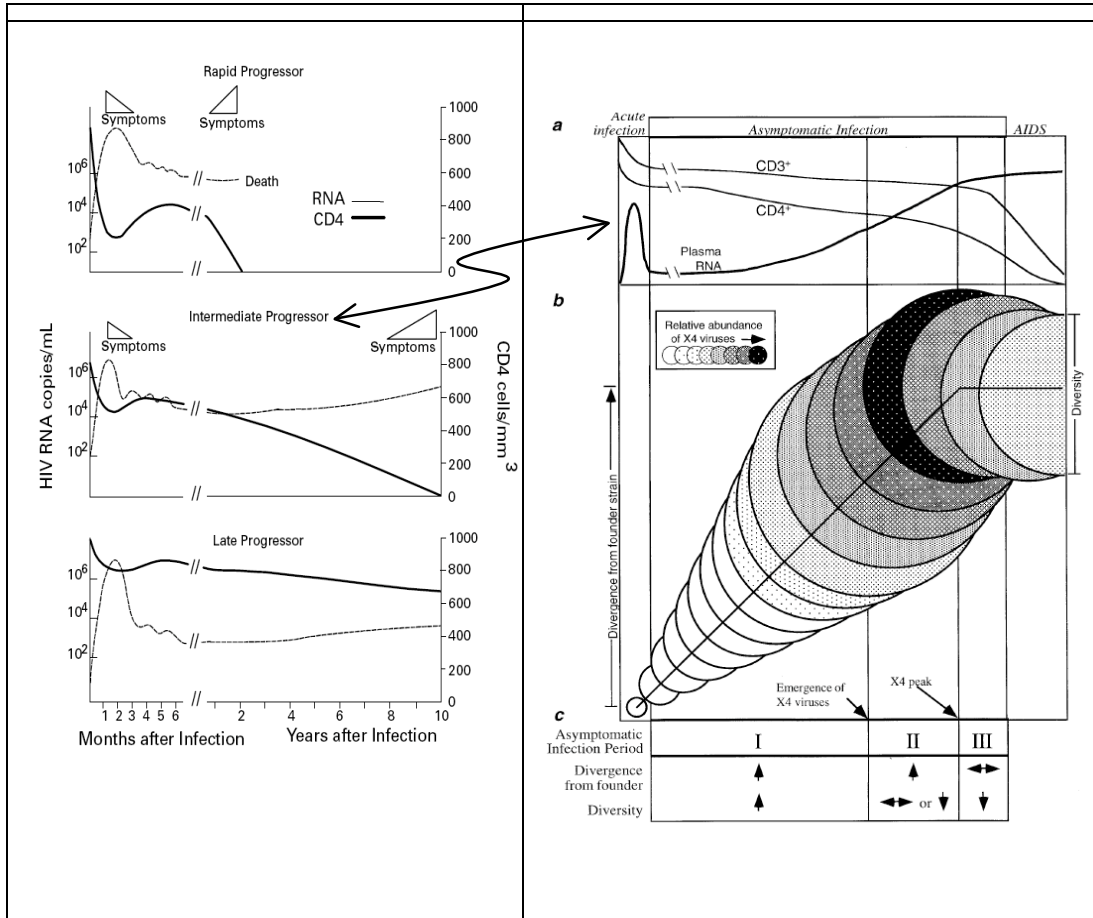 Rapid Progressor
Symptoms
Symptoms
10⁶
10⁴
10²
1000
800
600
400
200
0
Death
RNA
CD4
Intermediate Progressor
Symptoms
Symptoms
10⁶
10⁴
10²
1000
800
600
400
200
0
HIV RNA copies/mL
CD4 cells/mm³
Late Progressor
10⁶
10⁴
10²
1000
800
600
400
200
0
1 2 3 4 5 6
2 4 6 8 10
Months after Infection
Years after Infection
a
Acute
infection
Asymptomatic Infection
AIDS
CD3⁺
CD4⁺
Plasma
RNA
b
Relative abundance
of X4 viruses
Divergence from founder strain
Diversity
Emergence of
X4 viruses
X4 peak
c
Asymptomatic
Infection Period
I II III
Divergence
from founder
Diversity
or